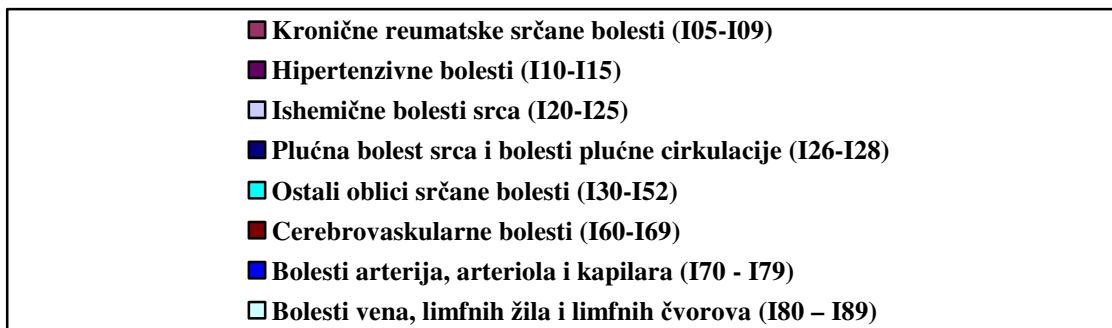 Kronične reumatske srčane bolesti (I05-I09)
Hipertenzivne bolesti (I10-I15)
Ishemične bolesti srca (I20-I25)
Plućna bolest srca i bolesti plućne cirkulacije (I26-I28)
Ostali oblici srčane bolesti (I30-I52)
Cerebrovaskularne bolesti (I60-I69)
Bolesti arterija, arteriola i kapilara (I70 - I79)
Bolesti vena, limfnih žila i limfnih čvorova (I80 – I89)